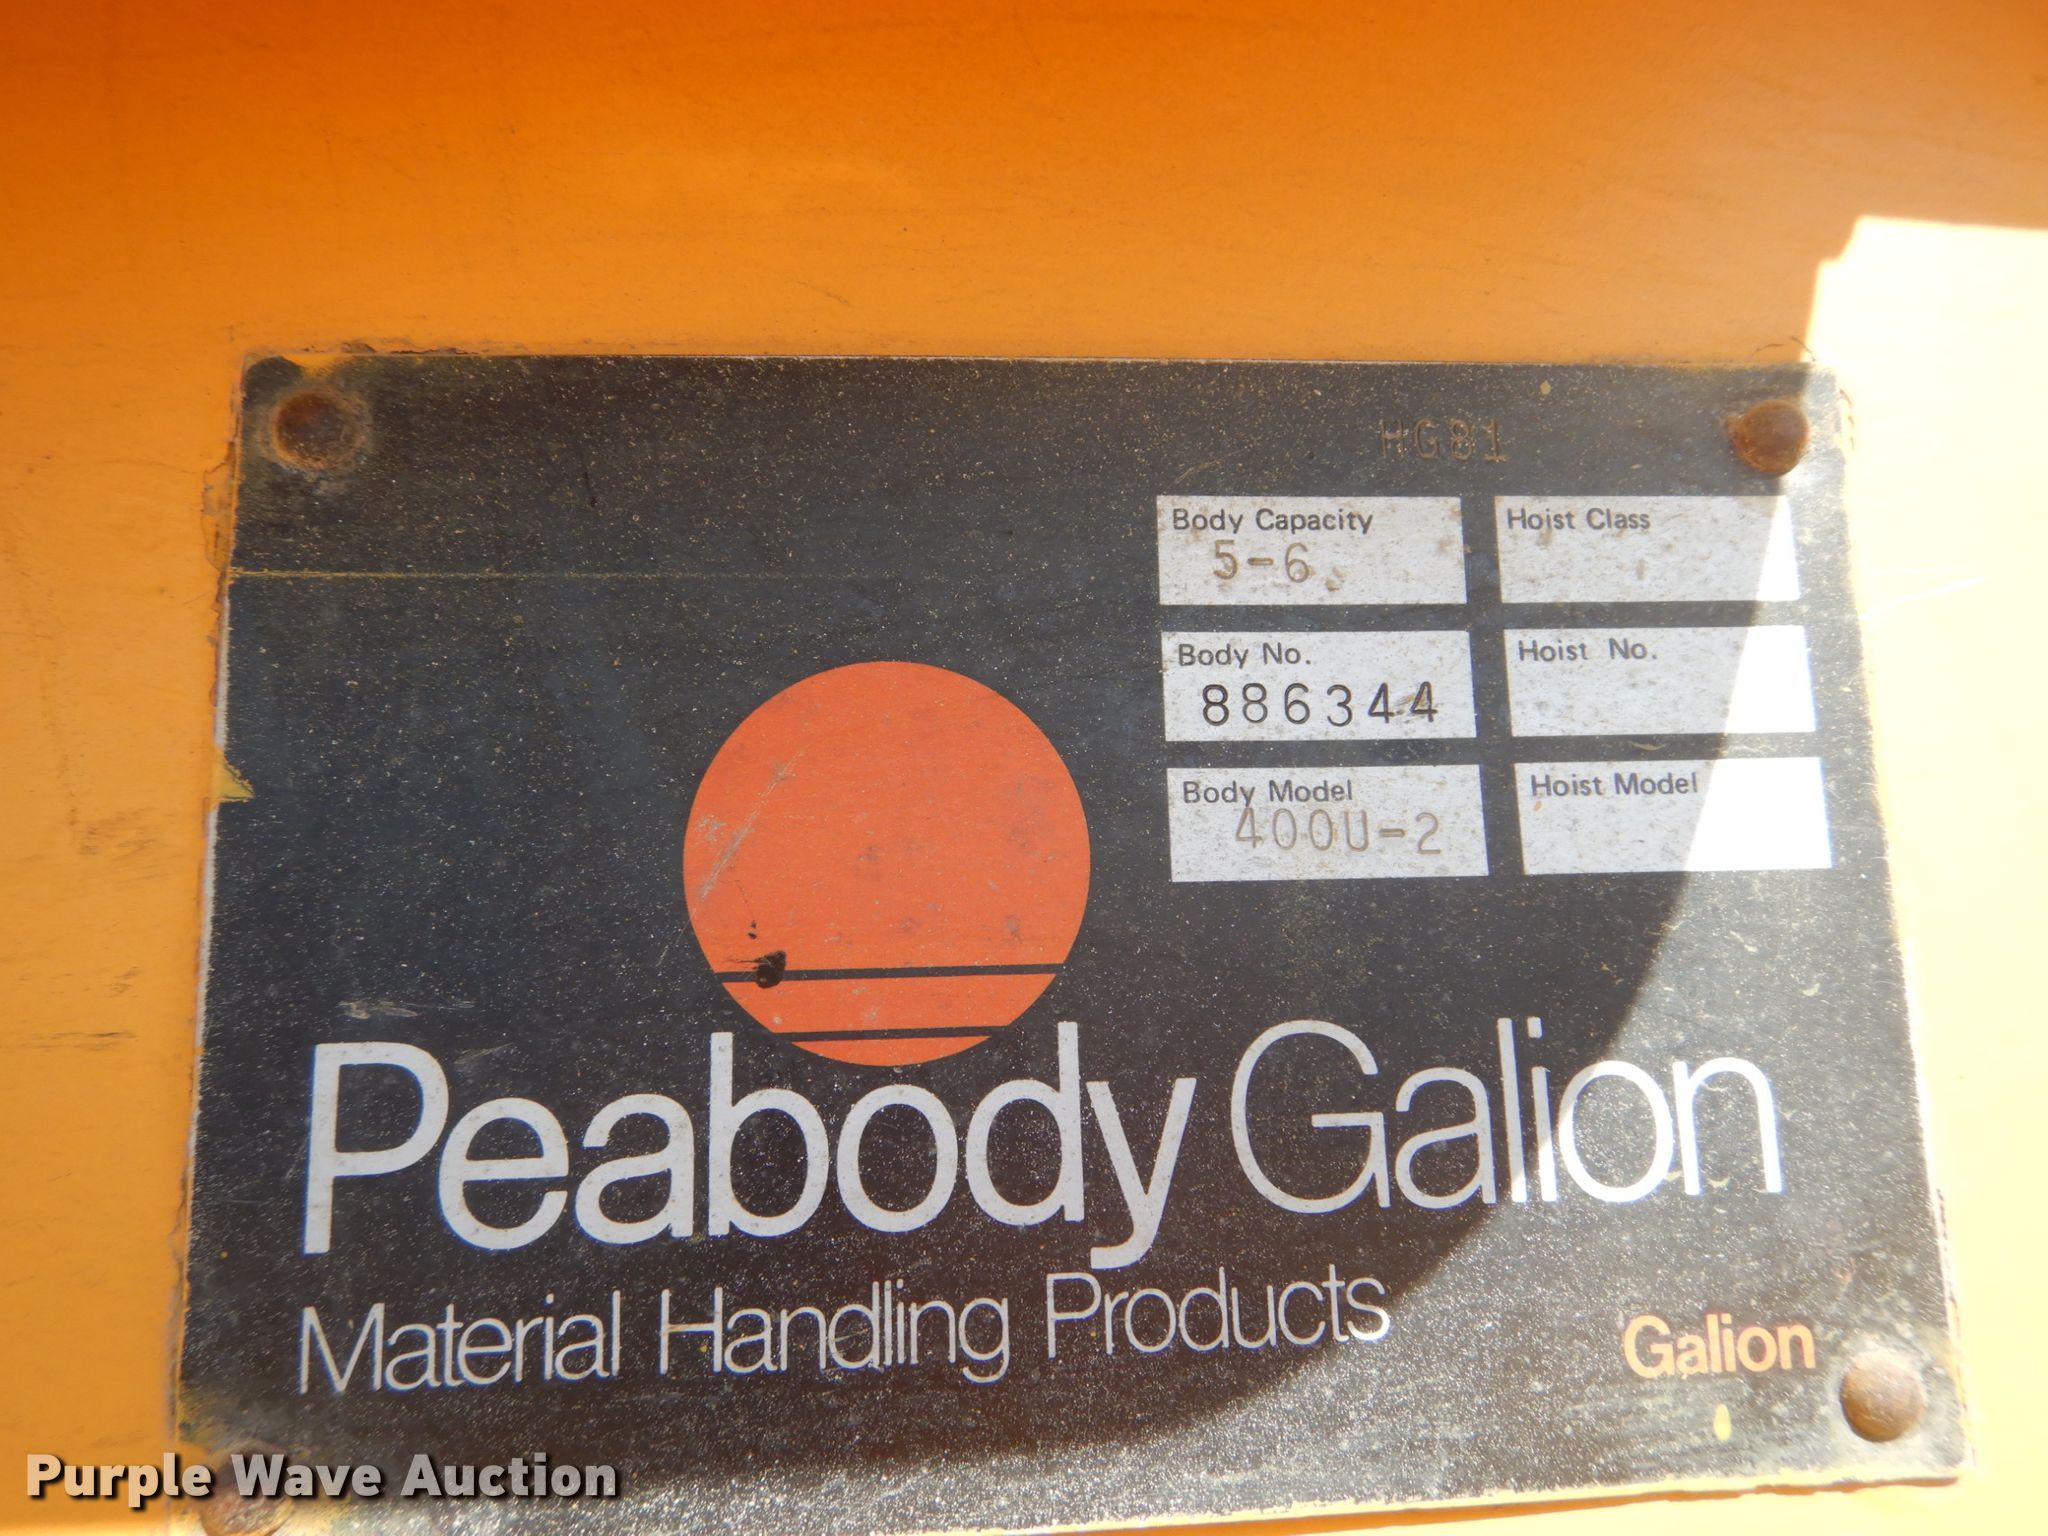 HG81
Body Capacity
5-6
Hoist Class
Body No.
886344
Hoist No.
Body Model
400U-2
Hoist Model
Peabody Galion
Material Handling Products
Galion
Purple Wave Auction